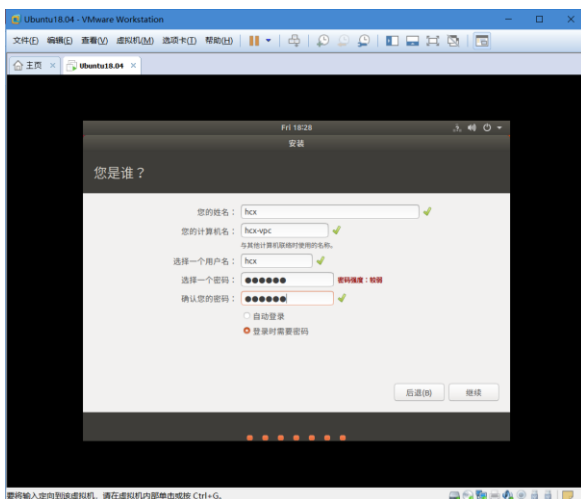 Ubuntu18.04 - VMware Workstation
文件(F) 编辑(E) 查看(V) 虚拟机(M) 选项卡(T) 帮助(H)
主页 Ubuntu18.04
Fri 18:28
安装
您是谁？
您的姓名： hcx
您的计算机名： hcx-vpc
与其他计算机联络时使用的名称。
选择一个用户名： hcx
选择一个密码： ●●●●●● 密码强度：较弱
确认您的密码： ●●●●●●
自动登录
登录时需要密码
后退(B) 继续
要将输入定向到该虚拟机，请在虚拟机内部单击或按 Ctrl+G。